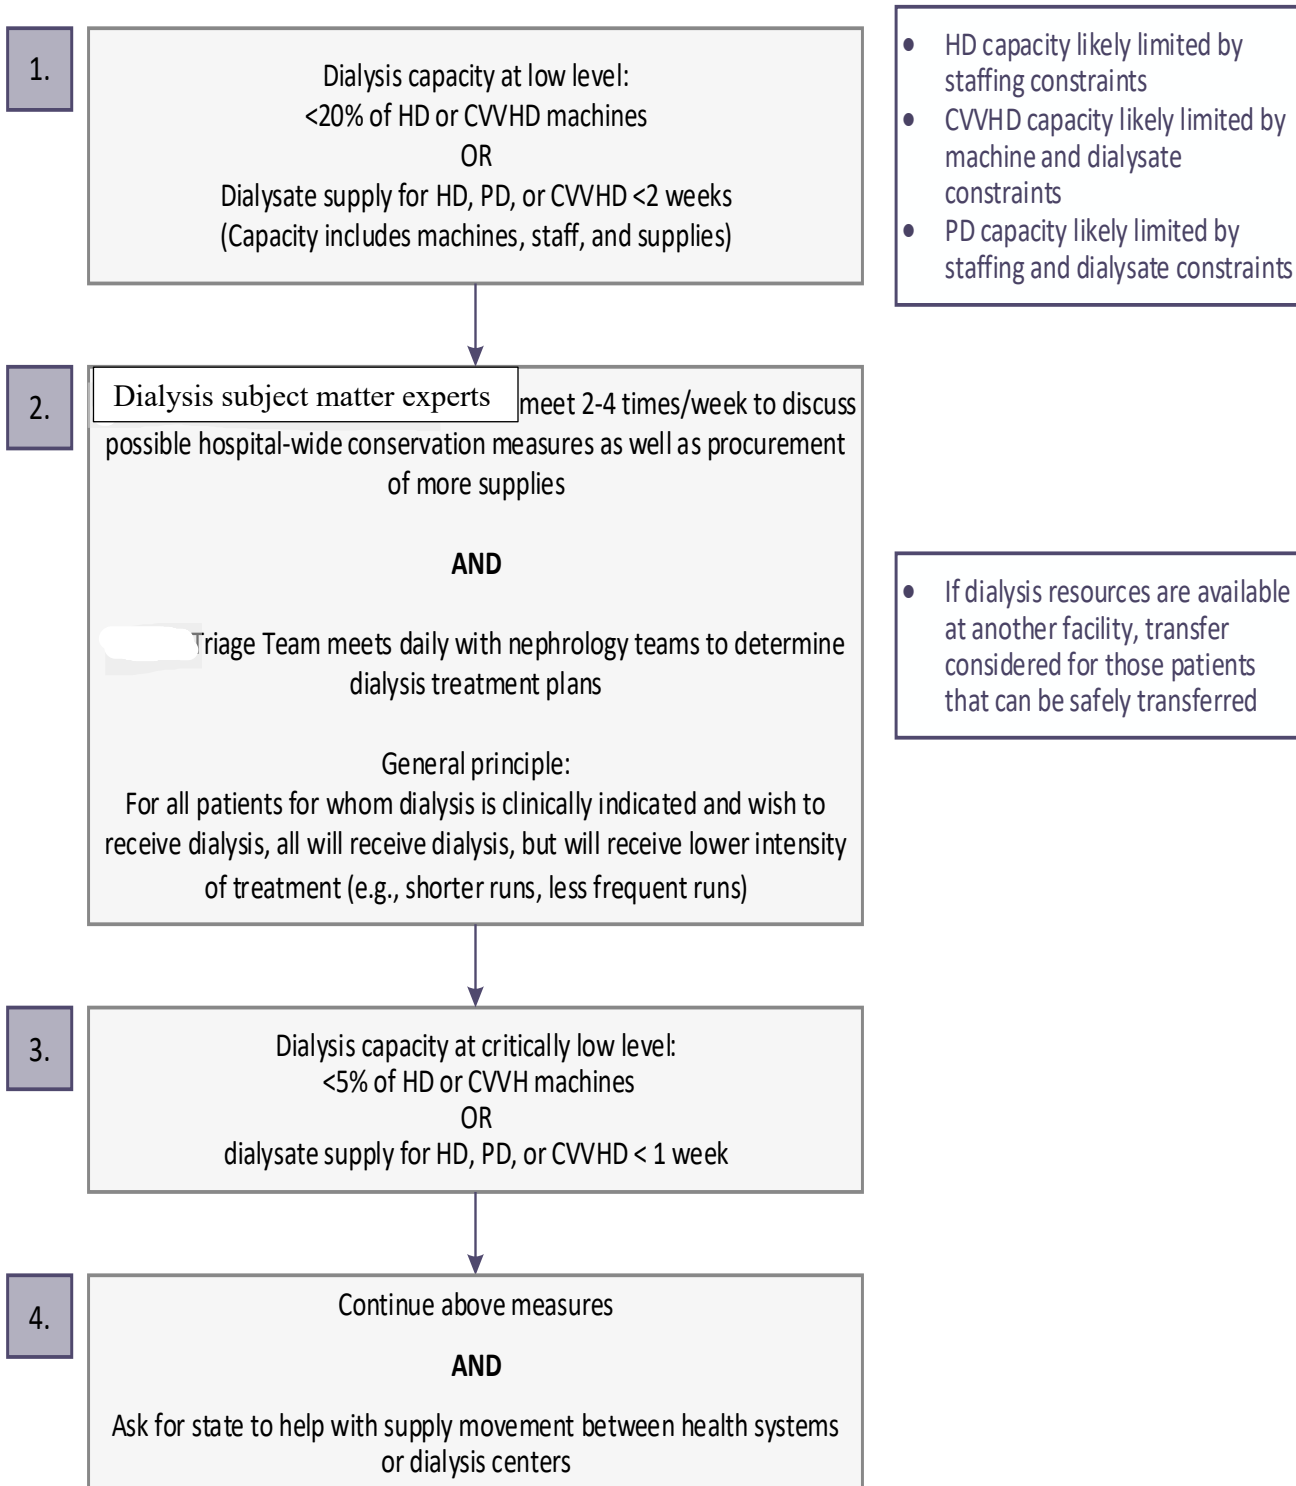 1.
Dialysis capacity at low level:
<20% of HD or CVVHD machines
OR
Dialysate supply for HD, PD, or CVVHD <2 weeks
(Capacity includes machines, staff, and supplies)
• HD capacity likely limited by
staffing constraints
• CVVHD capacity likely limited by
machine and dialysate
constraints
• PD capacity likely limited by
staffing and dialysate constraints
2.
Dialysis subject matter experts meet 2-4 times/week to discuss
possible hospital-wide conservation measures as well as procurement
of more supplies
AND
Triage Team meets daily with nephrology teams to determine
dialysis treatment plans
General principle:
For all patients for whom dialysis is clinically indicated and wish to
receive dialysis, all will receive dialysis, but will receive lower intensity
of treatment (e.g., shorter runs, less frequent runs)
• If dialysis resources are available
at another facility, transfer
considered for those patients
that can be safely transferred
3.
Dialysis capacity at critically low level:
<5% of HD or CVVH machines
OR
dialysate supply for HD, PD, or CVVHD < 1 week
4.
Continue above measures
AND
Ask for state to help with supply movement between health systems
or dialysis centers